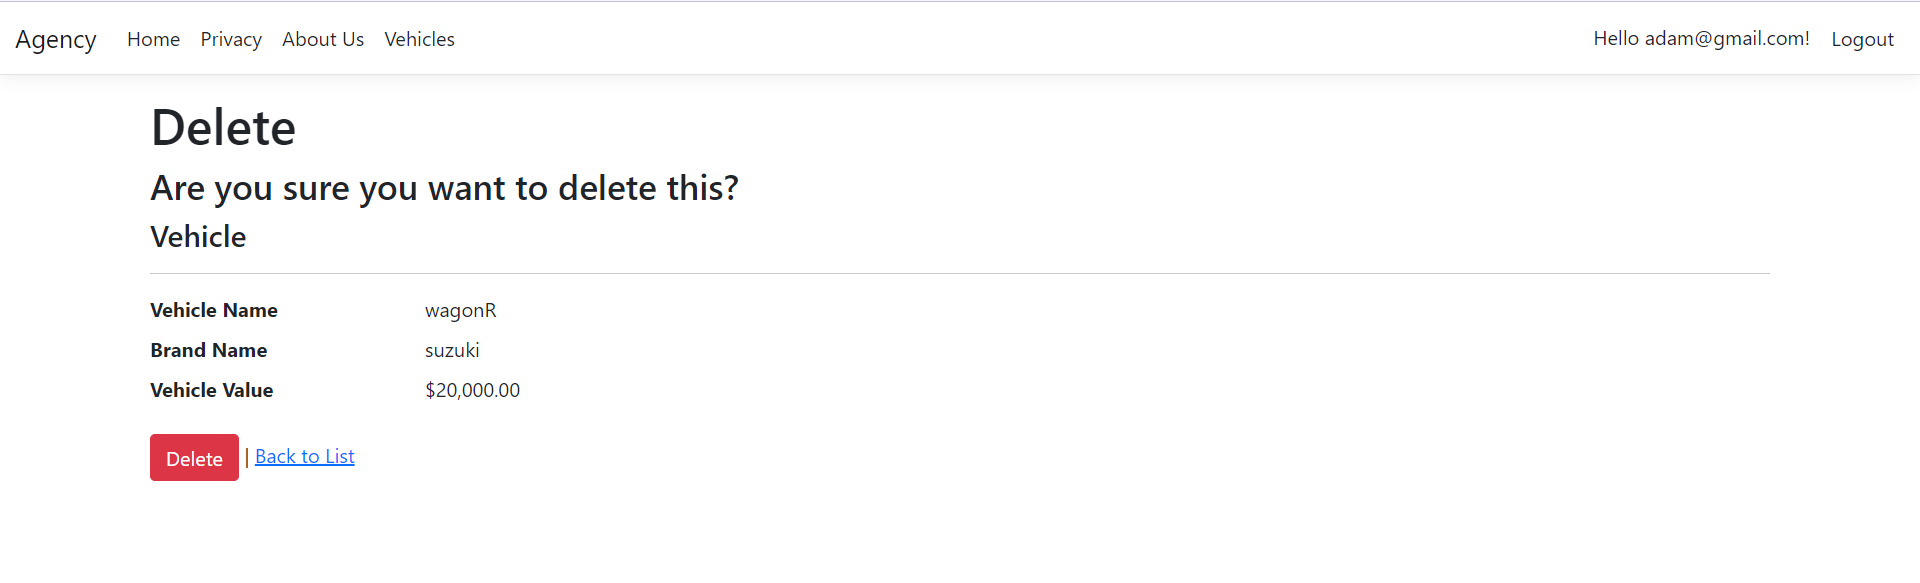 Agency Home Privacy About Us Vehicles Hello adam@gmail.com! Logout
Delete
Are you sure you want to delete this?
Vehicle
Vehicle Name wagonR
Brand Name suzuki
Vehicle Value $20,000.00
Delete | Back to List